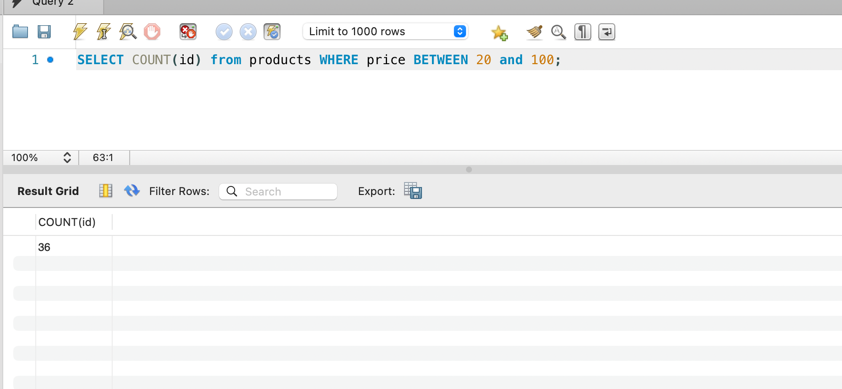 Query 2
Limit to 1000 rows
1 SELECT COUNT(id) from products WHERE price BETWEEN 20 and 100;
100% 63:1
Result Grid Filter Rows: Search Export:
COUNT(id)
36